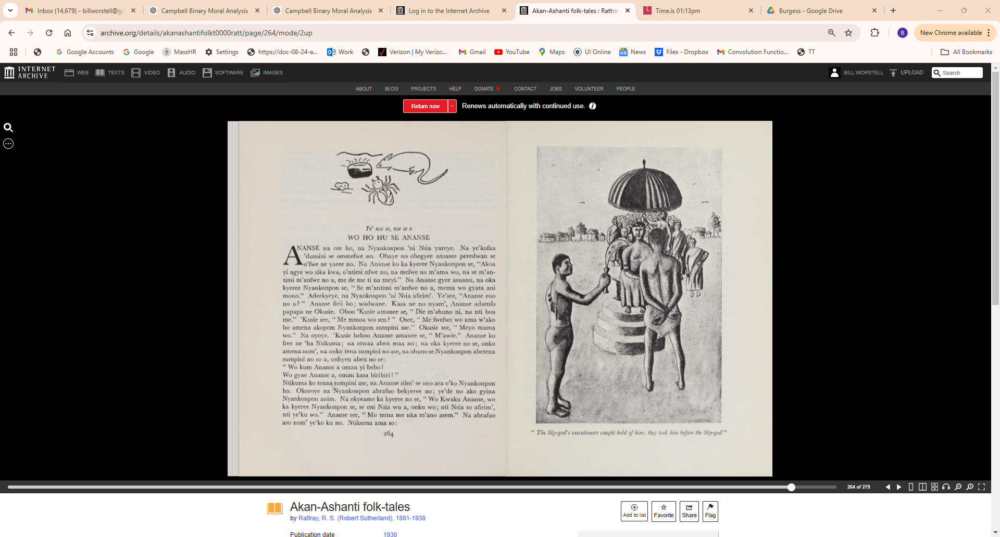 Inbox (14,679) - billworstell@gm
Campbell Binary Moral Analysis
Campbell Binary Moral Analysis
Log in to the Internet Archive
Akan-Ashanti folk-tales : Rattra
Time.is 01:13pm
Burgess - Google Drive
archive.org/details/akanashantifolkt0000ratt/page/264/mode/2up
B
New Chrome available
Google Accounts
Google
MassHR
Settings
https://doc-08-24-a...
Work
Verizon | My Verizo...
Gmail
YouTube
Maps
UI Online
News
Files - Dropbox
Convolution Functio...
TT
All Bookmarks
INTERNET
ARCHIVE
WEB
TEXTS
VIDEO
AUDIO
SOFTWARE
IMAGES
BILL WORSTELL
UPLOAD
Search
ABOUT
BLOG
PROJECTS
HELP
DONATE
CONTACT
JOBS
VOLUNTEER
PEOPLE
Return now
Renews automatically with continued use.
Ye' nse se, nse se o
WO HO HU SE ANANSE
ANANSE na ote ho, na Nyankonpon 'ni Nsia yareye. Na ye'kofaa
'dunsini se ommefwe no. Obaye no obegyee ntoasee peredwan se
o'fwe ne yaree no. Na Ananse ko ka kyeree Nyankonpon se, "Akoa
yi agye wo sika kwa, o'ntimi nfwe no, na mefwe no m'ama wo, na se m'an-
timi m'anfwe no a, me de me ti na meyi." Na Ananse gyee asuanu, na oka
kyeree Nyankonpon se, "Se m'antimi m'anfwe no a, mema wo gyata ani
mono." Adeekyeye, na Nyankonpon 'ni Nsia afirim'. Ye'see, "Ananse eno
no o?" Ananse firii ho; wadwane. Kasa ne no nyam', Ananse adamfo
papapa ne Okusie. Oboo 'Kusie amanee se, "Die m'ahuno ni, na nti boa
me." 'Kusie see, "Me mmoa wo sen?" Osee, "Me fwefwe wo ama w'ako
bo amena akopem Nyankonpon sumpini ase." Okusie see, "Meyo mama
wo." Na oyoye. 'Kusie beboo Ananse amanee se, "M'awie." Ananse ko
free ne 'ba Ntikuma; na otwaa aben maa no; na oka kyeree no se, onko
amena nom', na onko tena sumpini no ase, na ohuno se Nyankonpon abetena
sumpini no so a, onhyen aben no se:
"Wo kum Ananse a oman yi bebo!
Wo gyae Ananse a, oman kasa biribiri!"
Ntikuma ko tenaa sumpini ase, na Ananse siim' se ono ara o'ko Nyankonpon
ho. Okoroye na Nyankonpon abrafuo bekyeree no; ye'de no ako gyina
Nyankonpon anim. Na okyeame ka kyeree no se, "Wo Kwaku Ananse, wo
ka kyeree Nyankonpon se, se oni Nsia wu a, onku wo; nti Nsia so afirim',
nti ye'ku wo." Ananse see, "Mo mma me nka m'ano asem." Na abrafuo
aso nom' ye'ko ku no. Ntikuma ama so:
264
"The Sky-god's executioners caught hold of him; they took him before the Sky-god"
264 of 279
Akan-Ashanti folk-tales
by Rattray, R. S. (Robert Sutherland), 1881-1938
Add to list
Favorite
Share
Flag
Publication date
1930